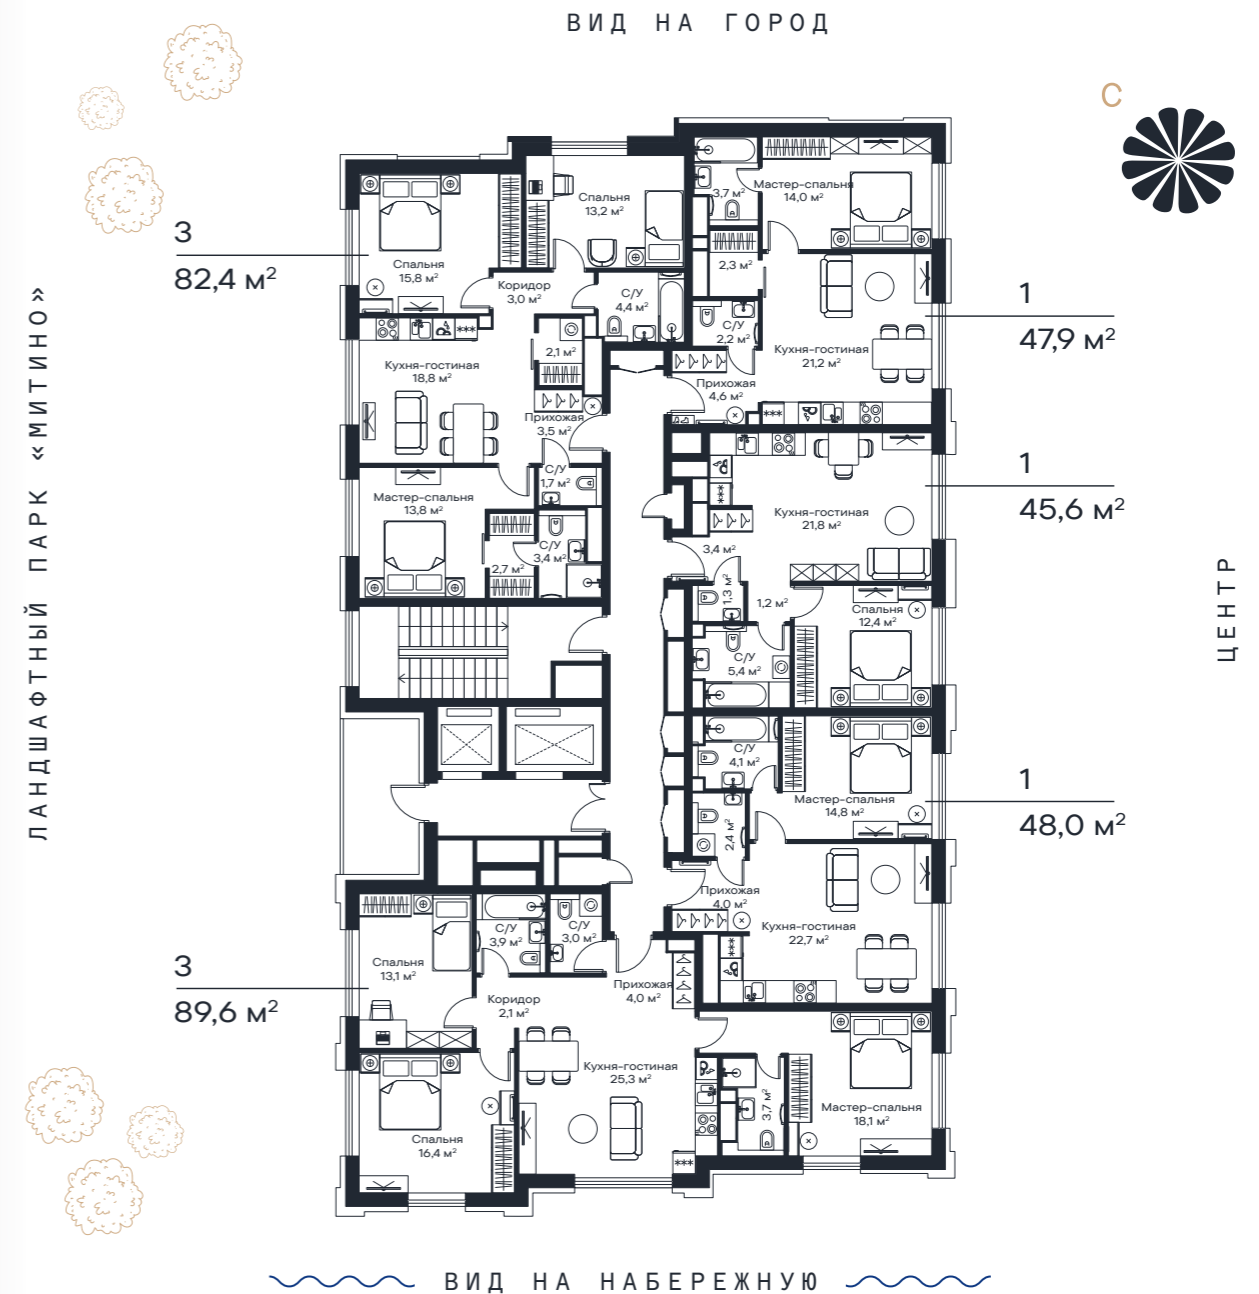 ВИД НА ГОРОД
С
ЛАНДШАФТНЫЙ ПАРК «МИТИНО»
ЦЕНТР
3
82,4 м²
Спальня
15,8 м²
Спальня
13,2 м²
Коридор
3,0 м²
С/У
4,4 м²
Кухня-гостиная
18,8 м²
2,1 м²
Прихожая
3,5 м²
С/У
1,7 м²
Мастер-спальня
13,8 м²
2,7 м²
С/У
3,4 м²
1
47,9 м²
3,7 м²
Мастер-спальня
14,0 м²
2,3 м²
С/У
2,2 м²
Кухня-гостиная
21,2 м²
Прихожая
4,6 м²
1
45,6 м²
Кухня-гостиная
21,8 м²
3,4 м²
1,3 м²
1,2 м²
Спальня
12,4 м²
С/У
5,4 м²
1
48,0 м²
С/У
4,1 м²
Мастер-спальня
14,8 м²
2,4 м²
Прихожая
4,0 м²
Кухня-гостиная
22,7 м²
3
89,6 м²
Спальня
13,1 м²
С/У
3,9 м²
С/У
3,0 м²
Прихожая
4,0 м²
Коридор
2,1 м²
Кухня-гостиная
25,3 м²
Спальня
16,4 м²
3,7 м²
Мастер-спальня
18,1 м²
ВИД НА НАБЕРЕЖНУЮ